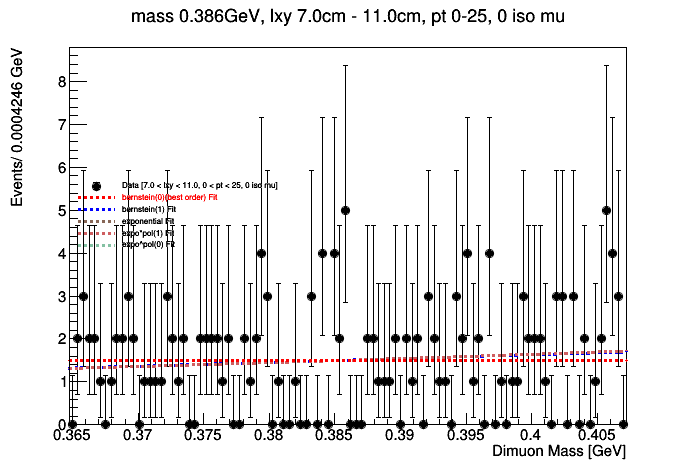 mass 0.386GeV, lxy 7.0cm - 11.0cm, pt 0-25, 0 iso mu
Events/ 0.0004246 GeV
8
7
6
Data [7.0 < lxy < 11.0, 0 < pt < 25, 0 iso mu]
bernstein(0)(best order) Fit
5
bernstein(1) Fit
exponential Fit
expo*pol(1) Fit
4
expo^pol(0) Fit
3
2
1
0
0.365 0.37 0.375 0.38 0.385 0.39 0.395 0.4 0.405
Dimuon Mass [GeV]